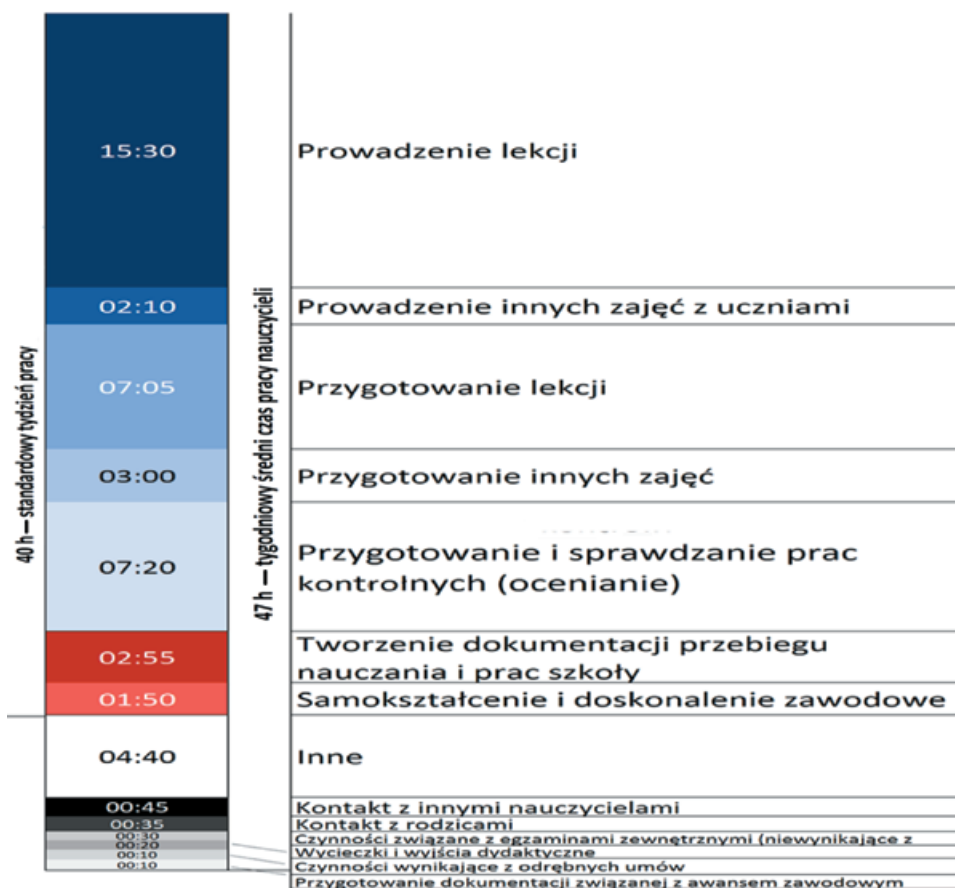 40 h — standardowy tydzień pracy
47 h — tygodniowy średni czas pracy nauczycieli
15:30 Prowadzenie lekcji
02:10 Prowadzenie innych zajęć z uczniami
07:05 Przygotowanie lekcji
03:00 Przygotowanie innych zajęć
07:20 Przygotowanie i sprawdzanie prac
kontrolnych (ocenianie)
02:55 Tworzenie dokumentacji przebiegu
nauczania i prac szkoły
01:50 Samokształcenie i doskonalenie zawodowe
04:40 Inne
00:45 Kontakt z innymi nauczycielami
00:35 Kontakt z rodzicami
00:30 Czynności związane z egzaminami zewnętrznymi (niewynikające z
00:20 Wycieczki i wyjścia dydaktyczne
00:10 Czynności wynikające z odrębnych umów
00:10 Przygotowanie dokumentacji związanej z awansem zawodowym